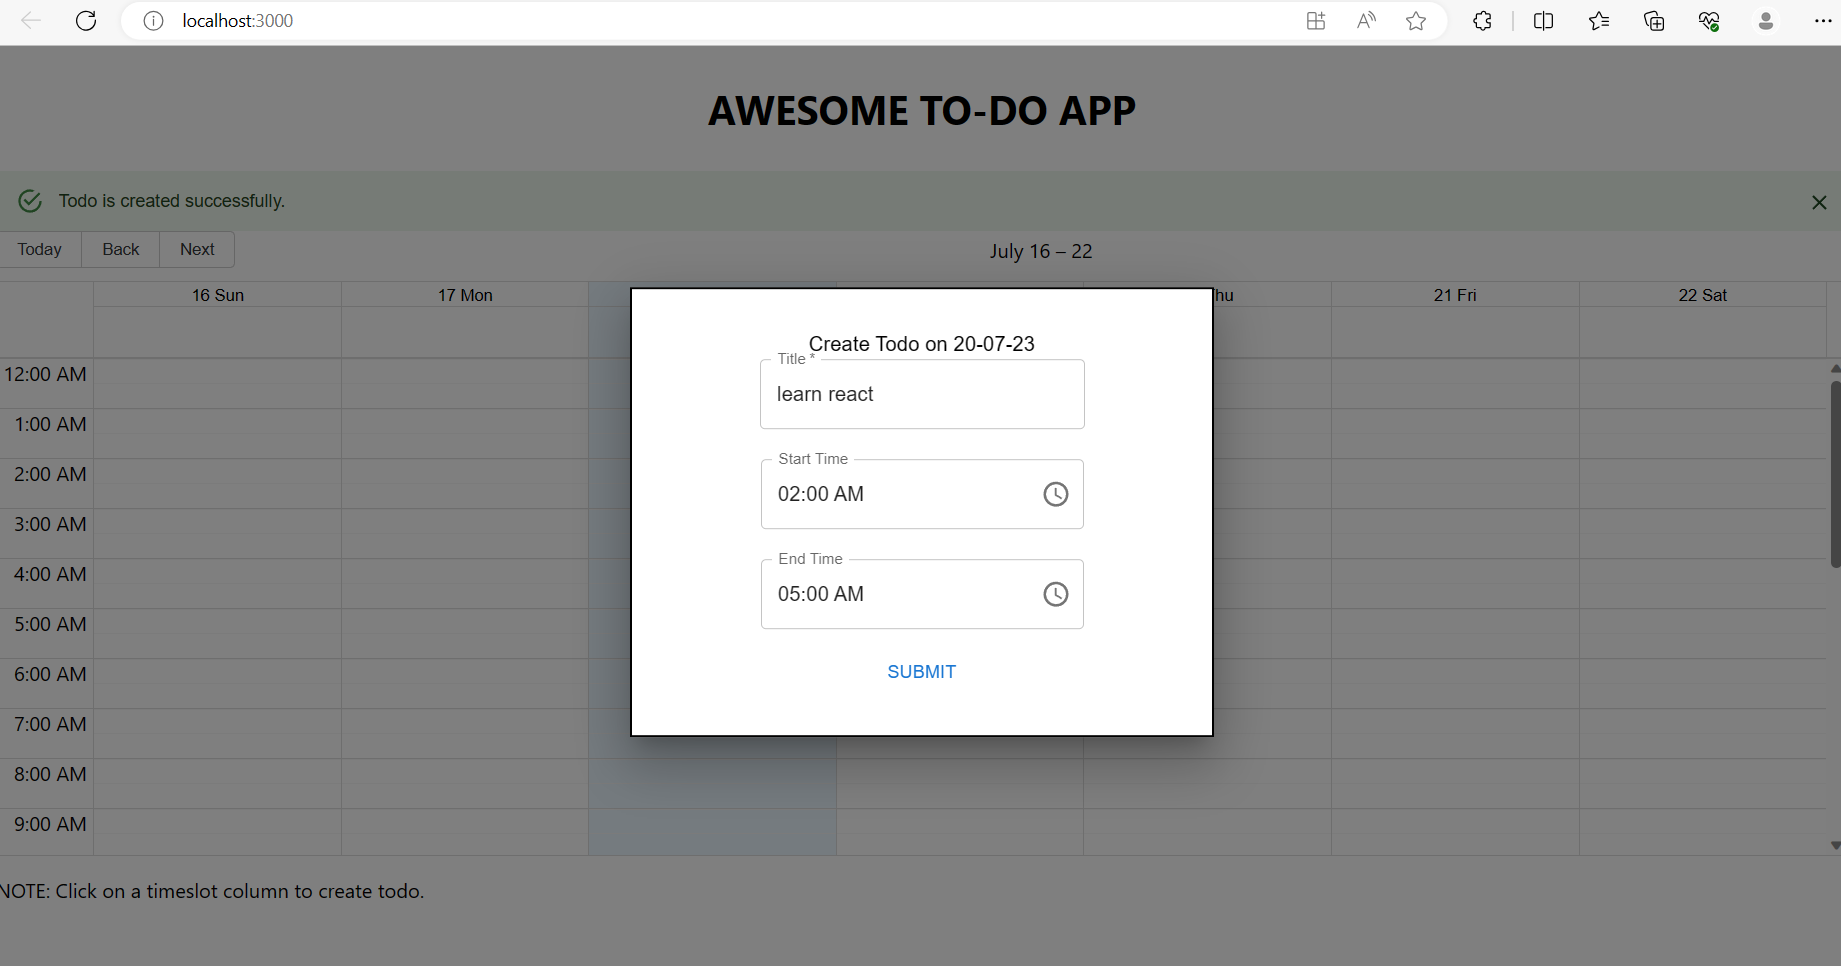 localhost:3000
AWESOME TO-DO APP
Todo is created successfully.
Today Back Next
July 16 – 22
16 Sun 17 Mon hu 21 Fri 22 Sat
Create Todo on 20-07-23
Title *
learn react
Start Time
02:00 AM
End Time
05:00 AM
SUBMIT
12:00 AM
1:00 AM
2:00 AM
3:00 AM
4:00 AM
5:00 AM
6:00 AM
7:00 AM
8:00 AM
9:00 AM
NOTE: Click on a timeslot column to create todo.